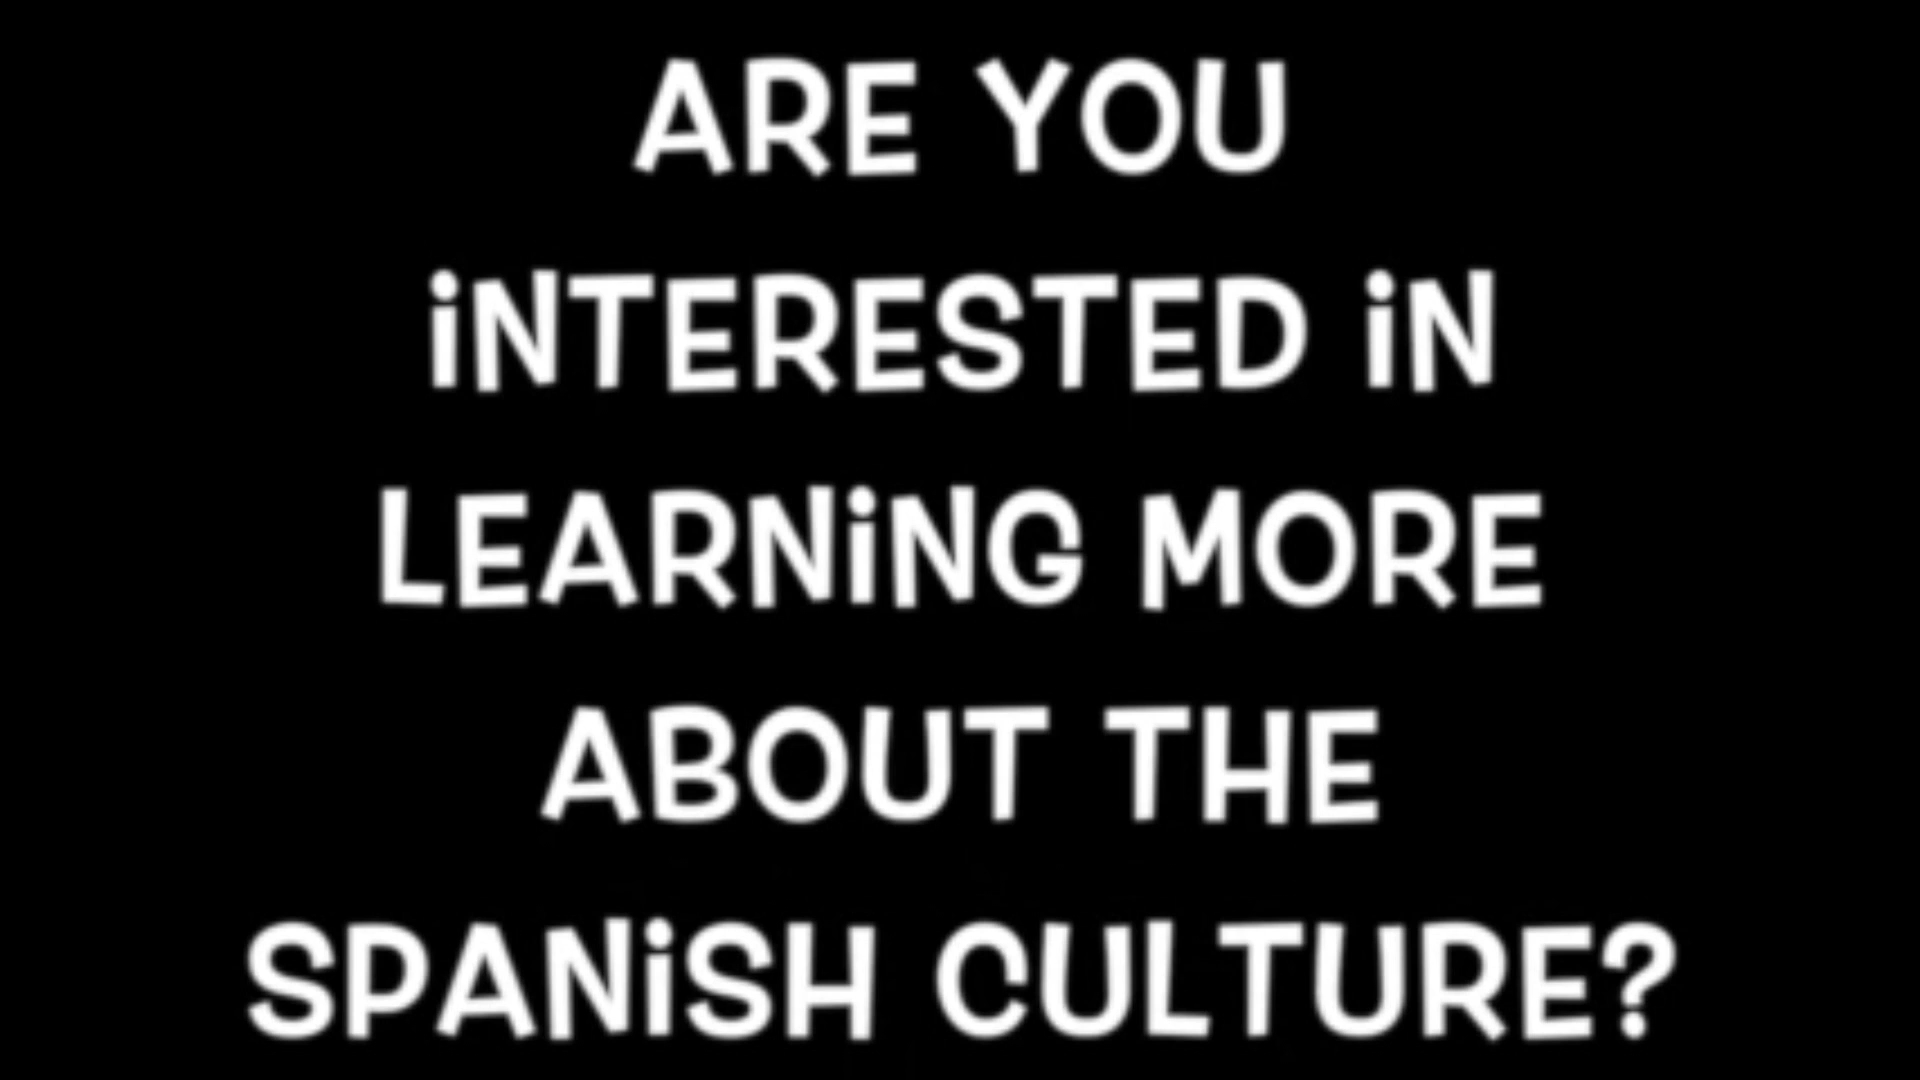 ARE YOU
iNTERESTED iN
LEARNiNG MORE
ABOUT THE
SPANiSH CULTURE?